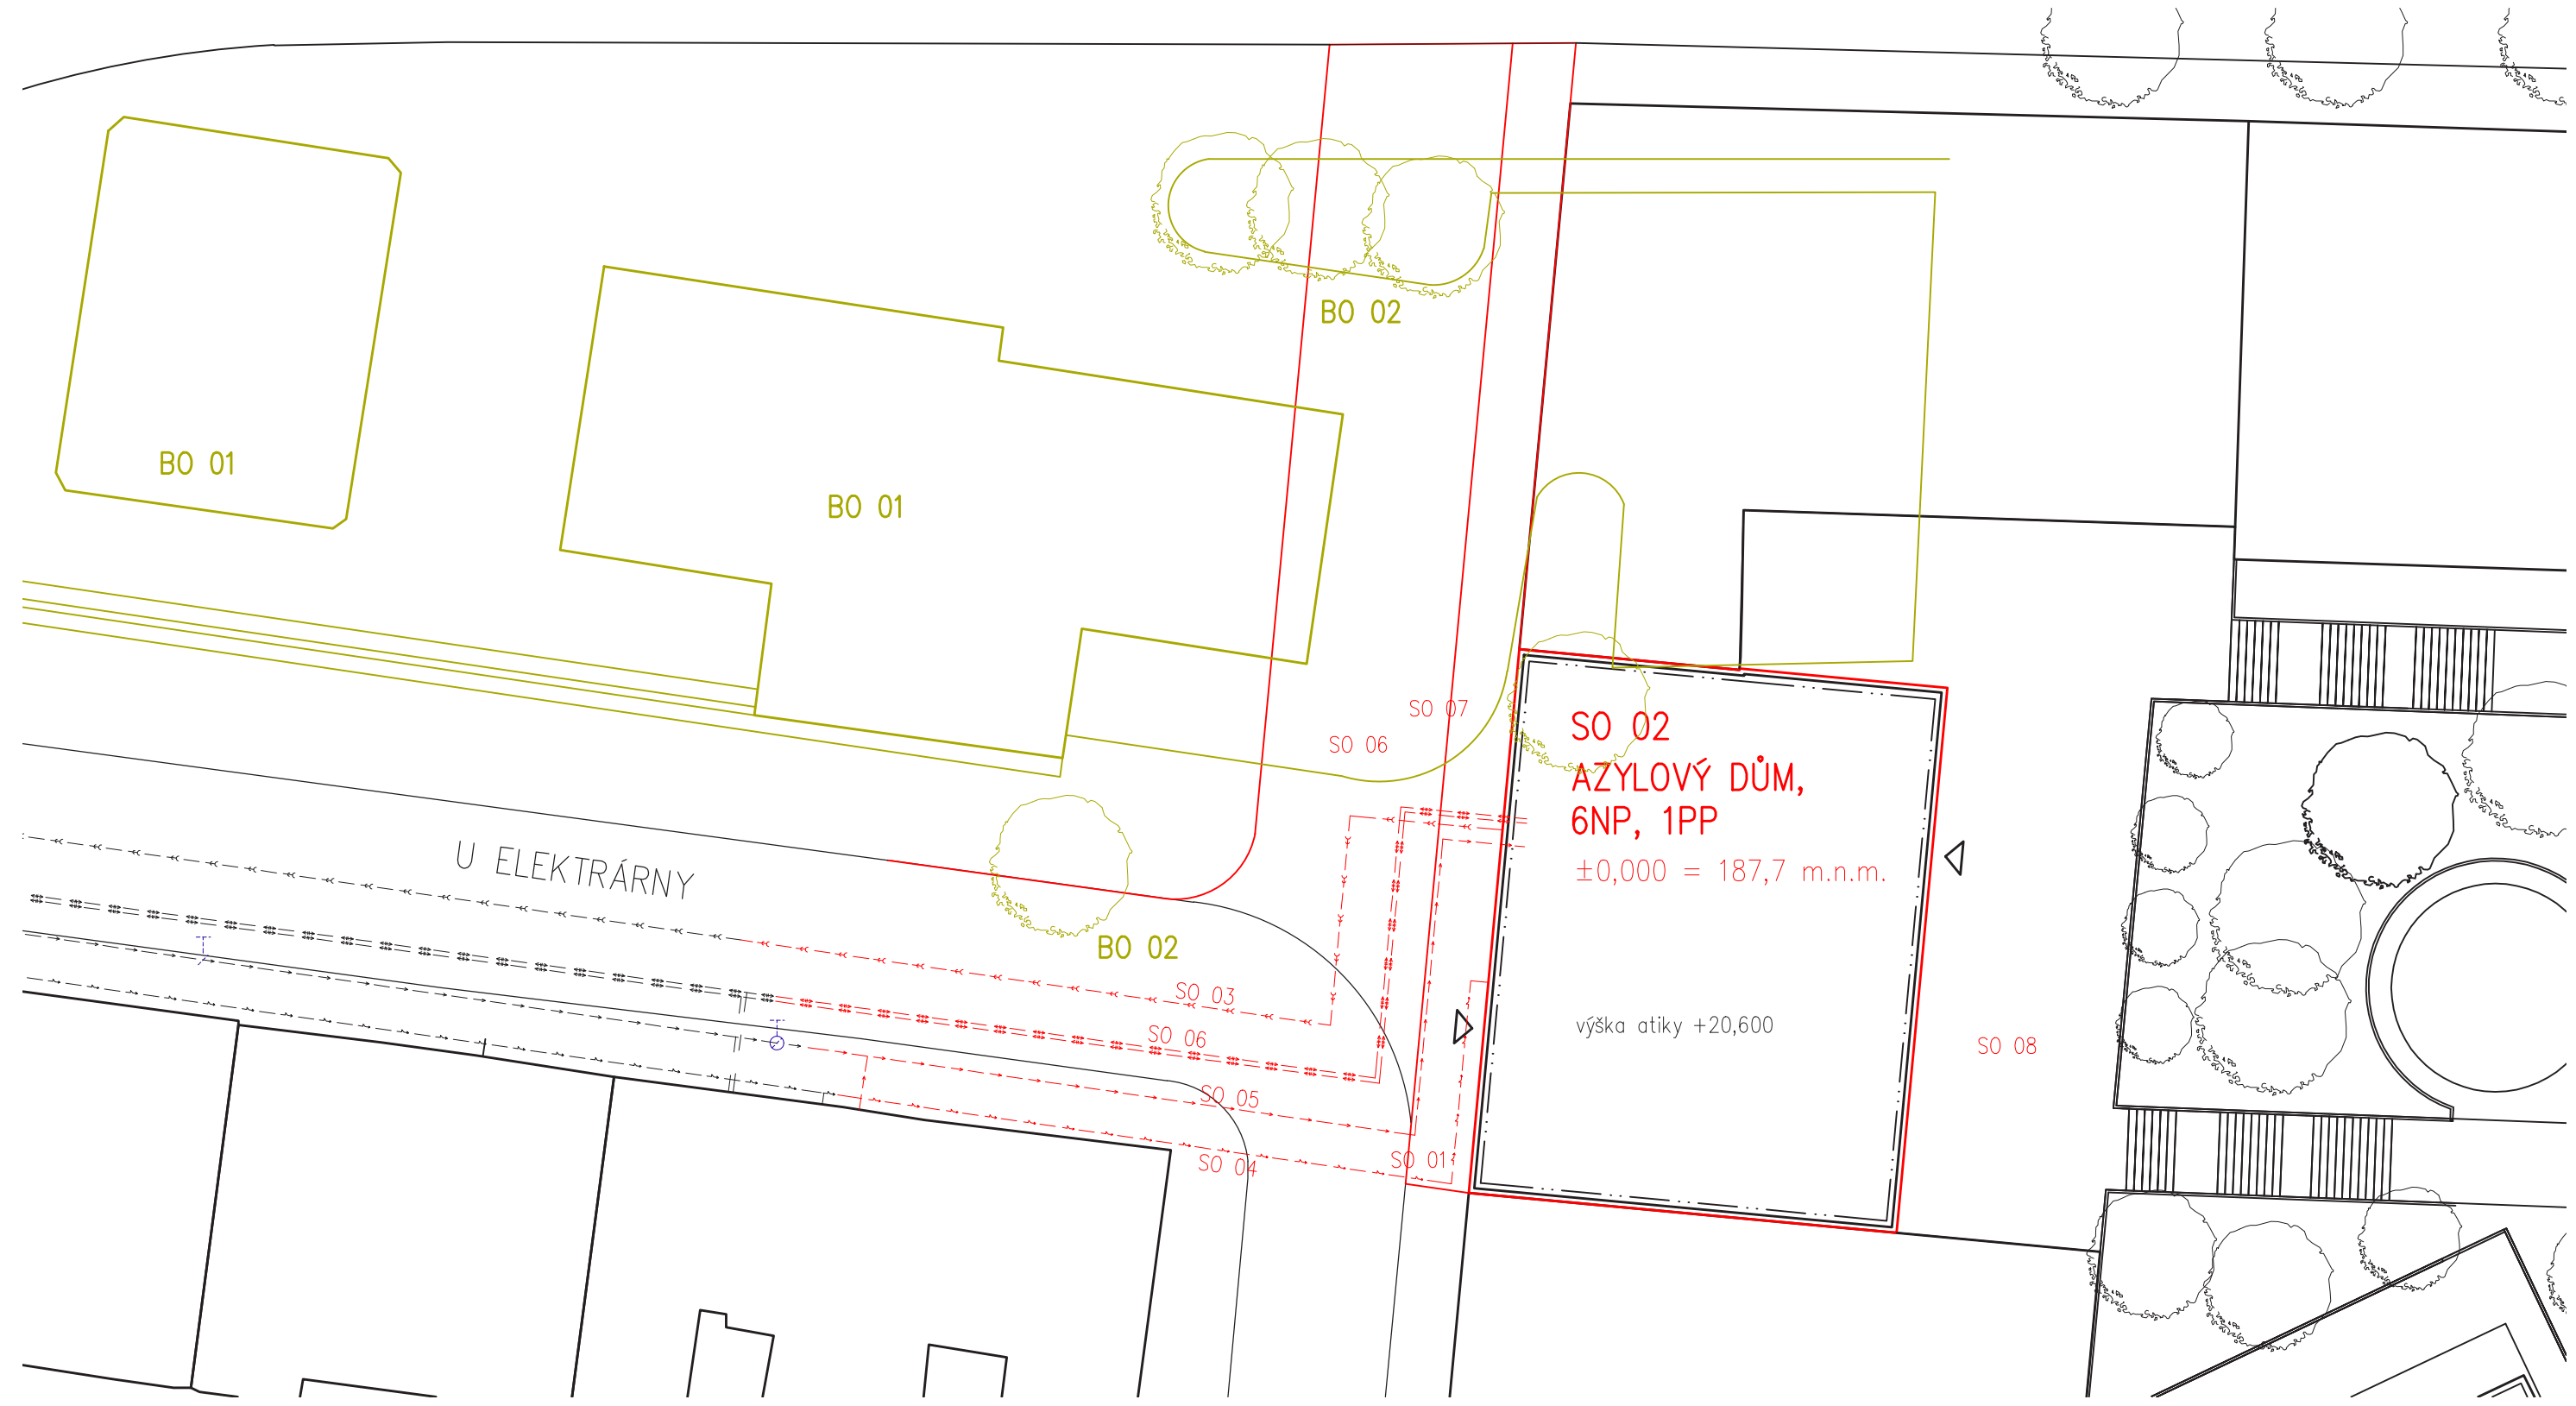 BO 02
BO 01
BO 01
SO 07
SO 06
SO 02
AZYLOVÝ DŮM,
6NP, 1PP
±0,000 = 187,7 m.n.m.
U ELEKTRÁRNY
BO 02
SO 03
SO 06
výška atiky +20,600
SO 08
SO 05
SO 04
SO 01